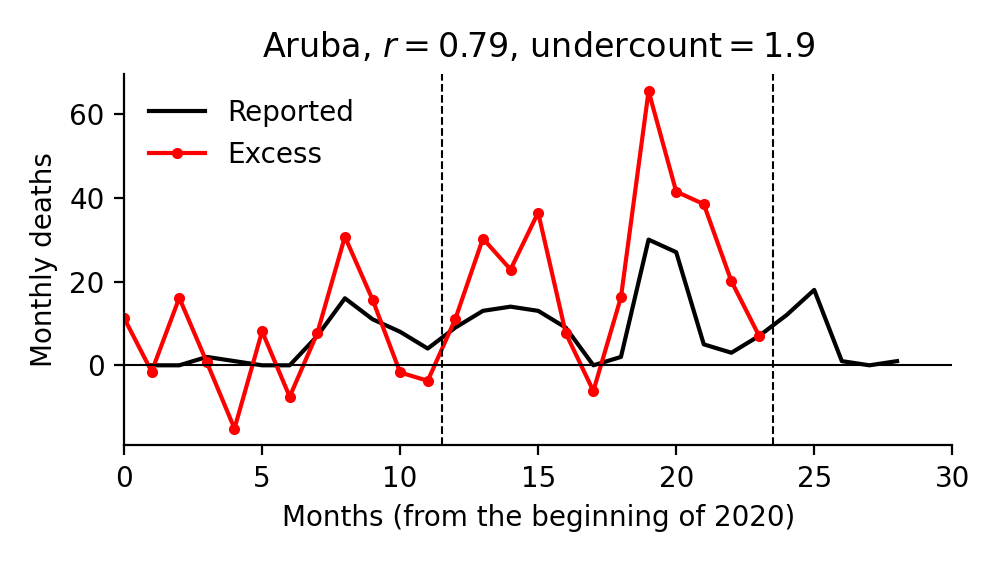 Aruba, r = 0.79, undercount = 1.9
Reported
Excess
Monthly deaths
60
40
20
0
0 5 10 15 20 25 30
Months (from the beginning of 2020)